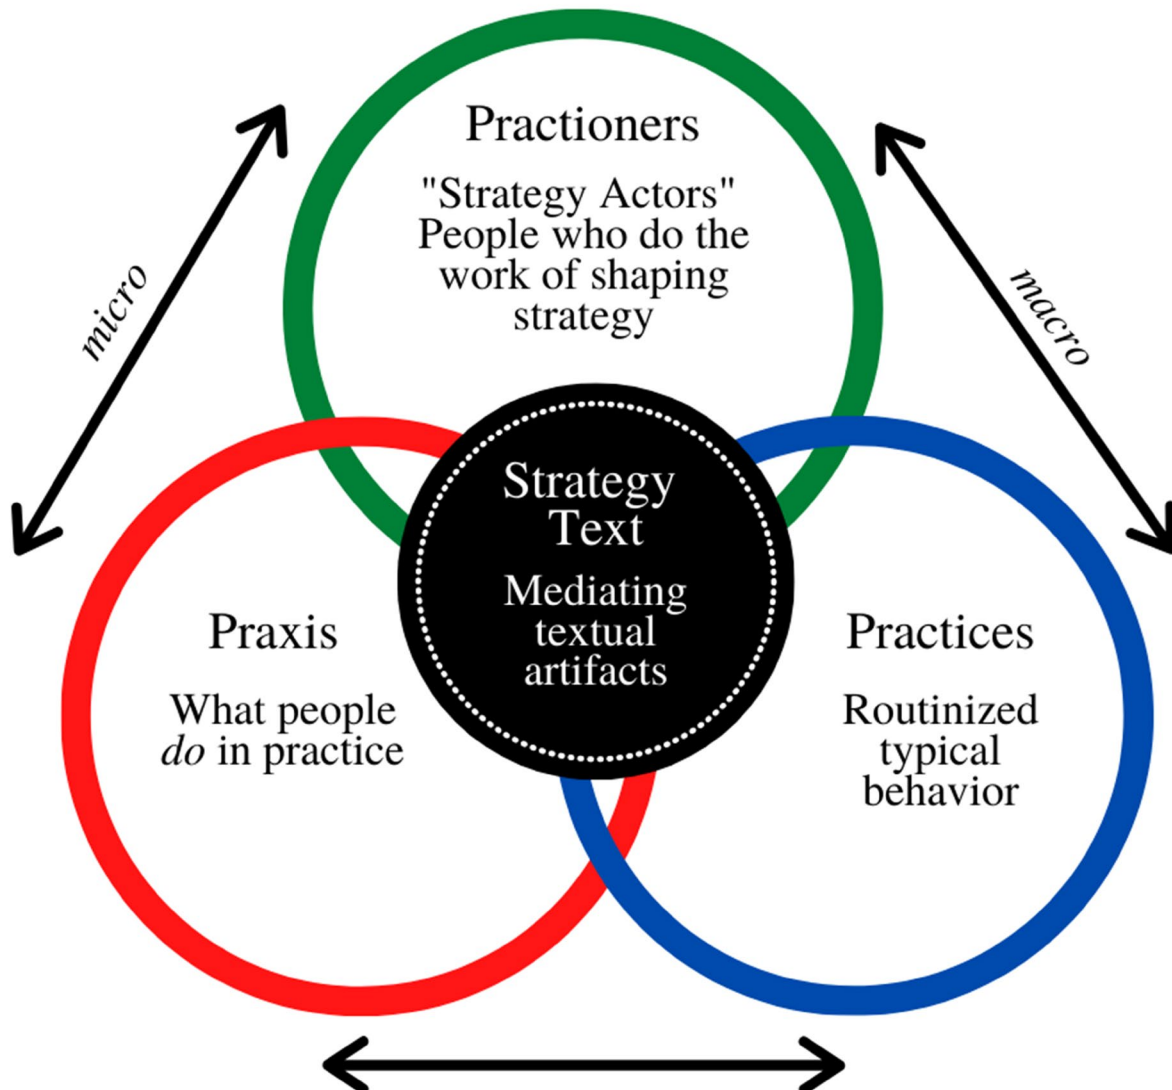 Practioners
"Strategy Actors"
People who do the
work of shaping
strategy
micro
macro
Strategy
Text
Mediating
textual
artifacts
Praxis
What people
do in practice
Practices
Routinized
typical
behavior